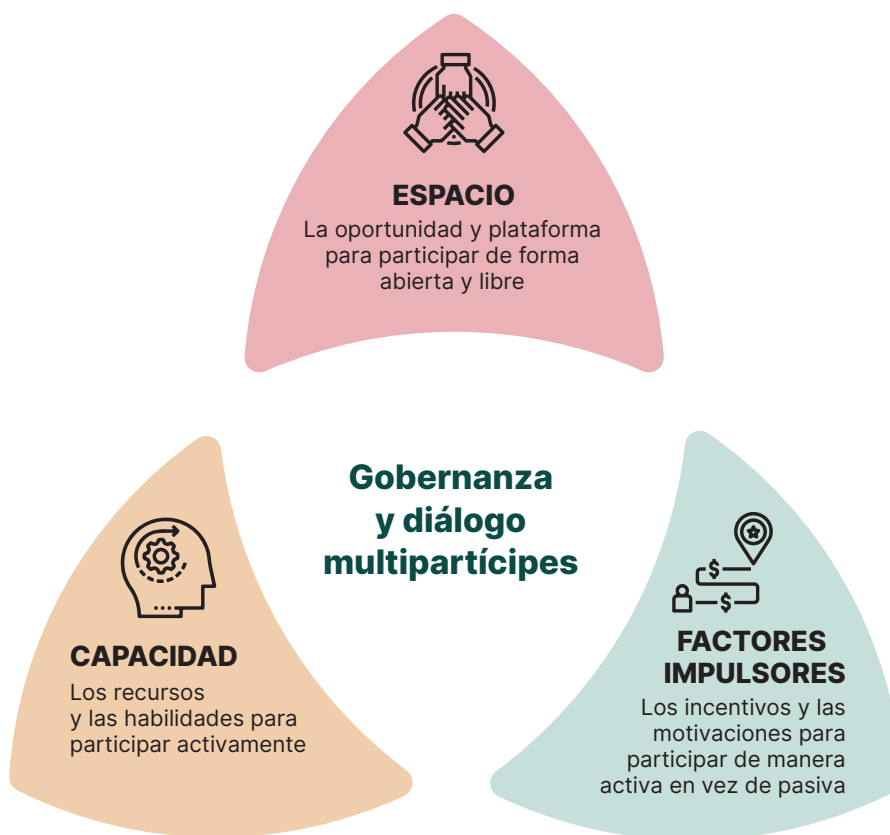 ESPACIO
La oportunidad y plataforma
para participar de forma
abierta y libre
Gobernanza
y diálogo
multipartícipes
CAPACIDAD
Los recursos
y las habilidades para
participar activamente
$
$
FACTORES
IMPULSORES
Los incentivos y las
motivaciones para
participar de manera
activa en vez de pasiva